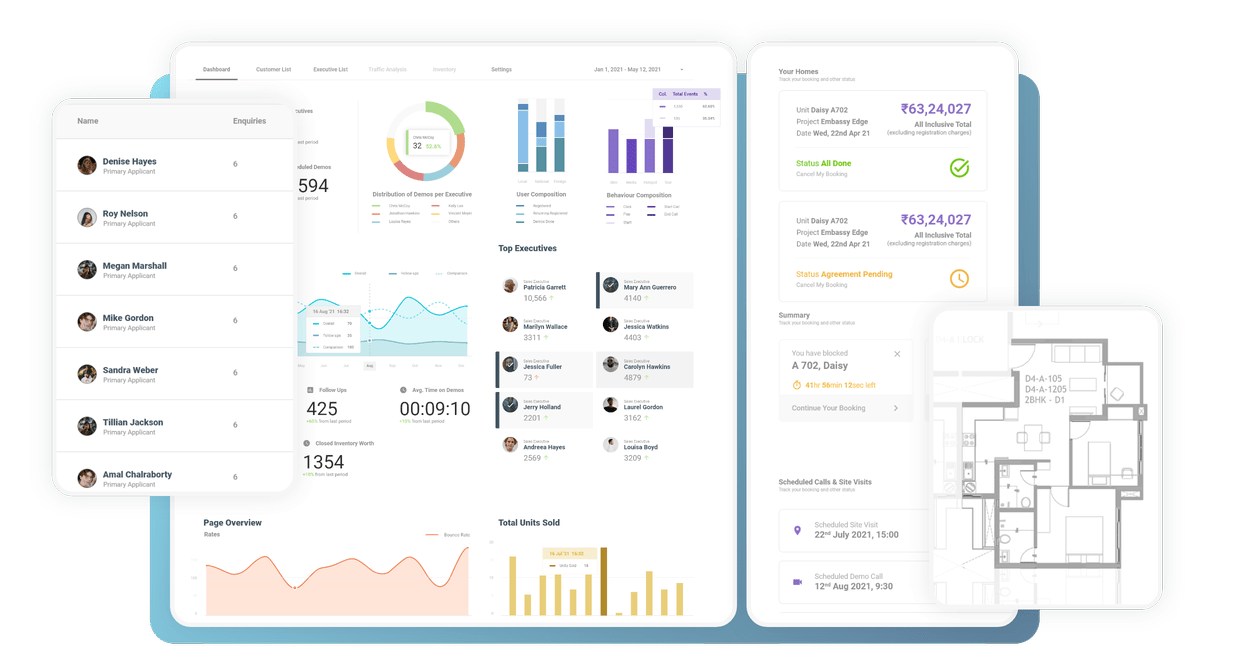 Dashboard
Customer List
Executive List
Traffic Analysis
Inventory
Settings
Jan 1, 2021 - May 12, 2021
Name
Enquiries
Denise Hayes
Primary Applicant
6
Roy Nelson
Primary Applicant
6
Megan Marshall
Primary Applicant
6
Mike Gordon
Primary Applicant
6
Sandra Weber
Primary Applicant
6
Tillian Jackson
Primary Applicant
6
Amal Chalraborty
Primary Applicant
6
594
32
Distribution of Demos per Executive
User Composition
Behaviour Composition
Col.
Total Events
%
Top Executives
Patricia Garrett
10,566
Mary Ann Guerrero
4140
Marilyn Wallace
3311
Jessica Watkins
4403
Jessica Fuller
73
Carolyn Hawkins
4879
Jerry Holland
2201
Laurel Gordon
3162
Andreea Hayes
2569
Louisa Boyd
3209
16 Aug '21 16:32
Aug
Follow Ups
425
from last period
Avg. Time on Demos
00:09:10
from last period
Closed Inventory Worth
1354
from last period
Page Overview
Rates
Bounce Rate
Total Units Sold
16 Jul '21 16:32
Units Sold
Your Homes
Track your booking and other status
Unit Daisy A702
Project Embassy Edge
Date Wed, 22nd Apr 21
₹63,24,027
All Inclusive Total
(excluding registration charges)
Status All Done
Cancel My Booking
Unit Daisy A702
Project Embassy Edge
Date Wed, 22nd Apr 21
₹63,24,027
All Inclusive Total
(excluding registration charges)
Status Agreement Pending
Cancel My Booking
Summary
Track your booking and other status
You have blocked
A 702, Daisy
41hr 56min 12sec left
Continue Your Booking
Scheduled Calls & Site Visits
Track your booking and other status
Scheduled Site Visit
22nd July 2021, 15:00
Scheduled Demo Call
12th Aug 2021, 9:30
D4-A-105
D4-A-1205
2BHK - D1